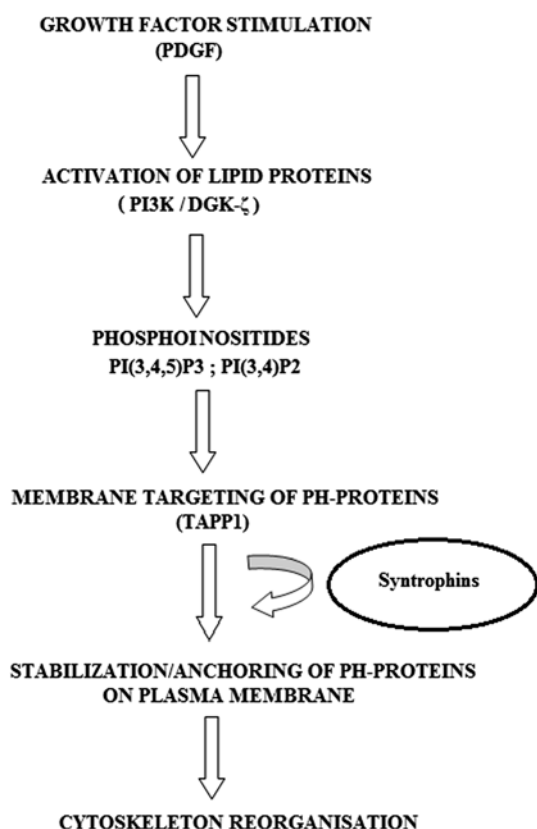 GROWTH FACTOR STIMULATION
(PDGF)
ACTIVATION OF LIPID PROTEINS
( PI3K / DGK-ζ )
PHOSPHOINOSITIDES
PI(3,4,5)P3 ; PI(3,4)P2
MEMBRANE TARGETING OF PH-PROTEINS
(TAPP1)
Syntrophins
STABILIZATION/ANCHORING OF PH-PROTEINS
ON PLASMA MEMBRANE
CYTOSKELETON REORGANISATION